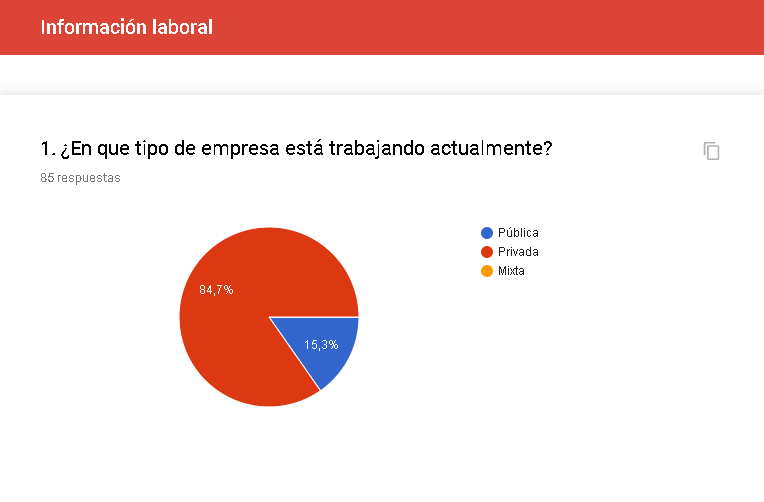 Información laboral
1. ¿En que tipo de empresa está trabajando actualmente?
85 respuestas
Pública
Privada
Mixta
84,7%
15,3%